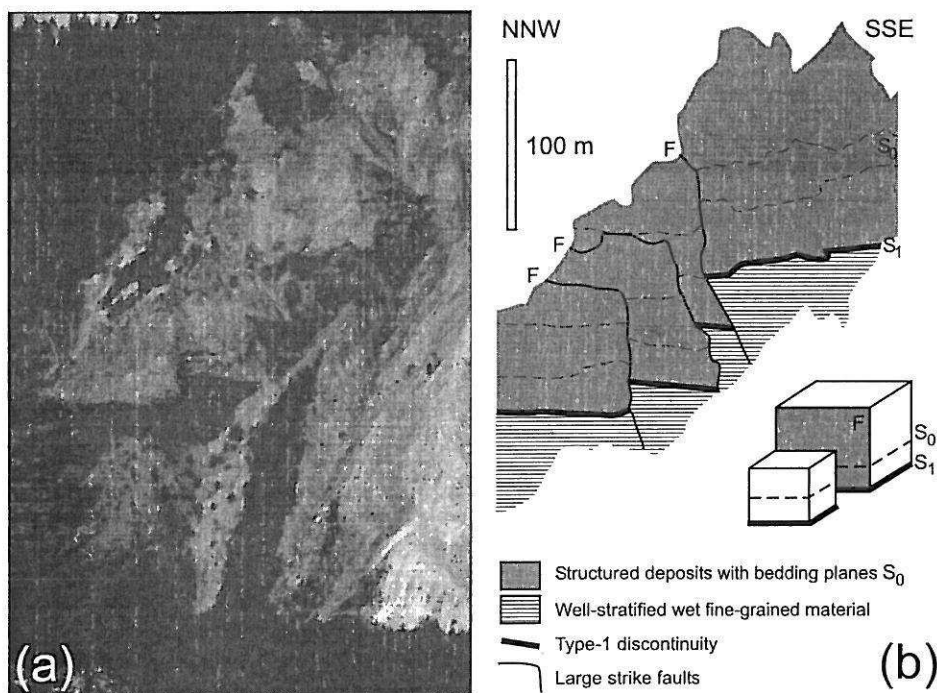 NNW
SSE
100 m
F
S0
F
F
S1
F
S0
S1
Structured deposits with bedding planes S0
Well-stratified wet fine-grained material
Type-1 discontinuity
Large strike faults
(a)
(b)